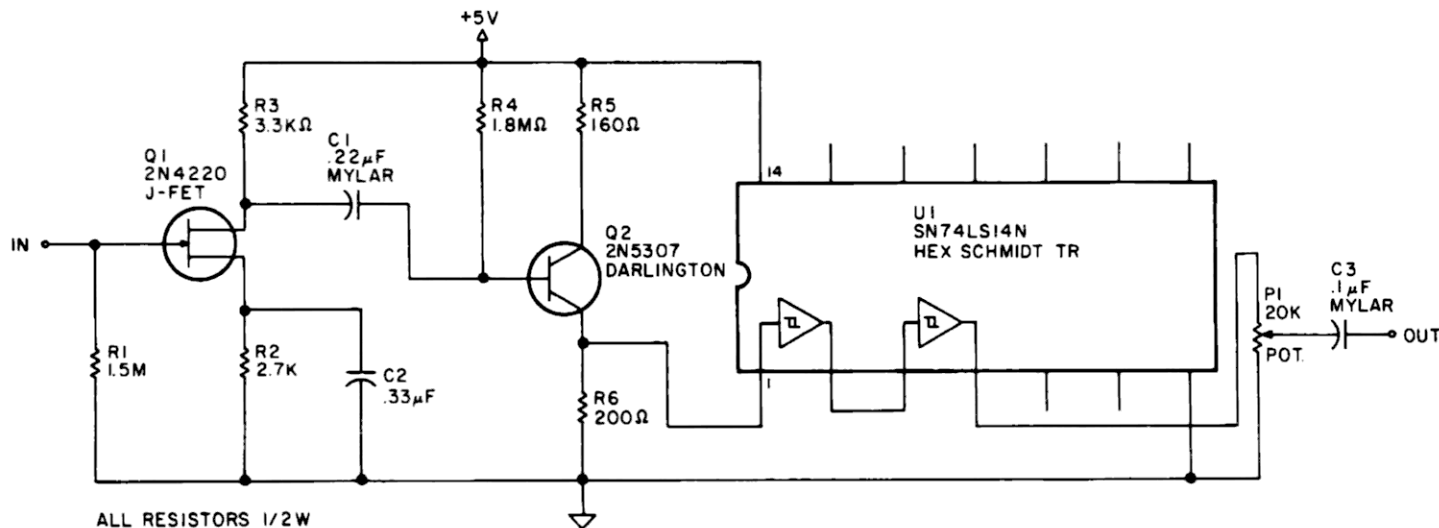 +5V
R3
3.3KΩ
R4
1.8MΩ
R5
160Ω
C1
.22µF
MYLAR
Q1
2N4220
J-FET
14
U1
SN74LS14N
HEX SCHMIDT TR
Q2
2N5307
DARLINGTON
IN
C3
.1µF
MYLAR
P1
20K
POT.
OUT
R1
1.5M
R2
2.7K
C2
.33µF
R6
200Ω
1
ALL RESISTORS 1/2W